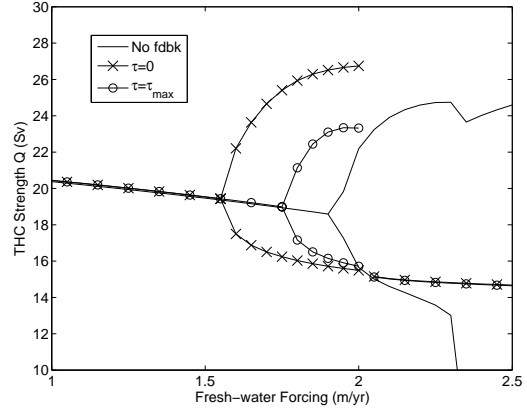 30
28
26
24
22
20
18
16
14
12
10
THC Strength Q (Sv)
No fdbk
τ=0
τ=τmax
1 1.5 2 2.5
Fresh−water Forcing (m/yr)